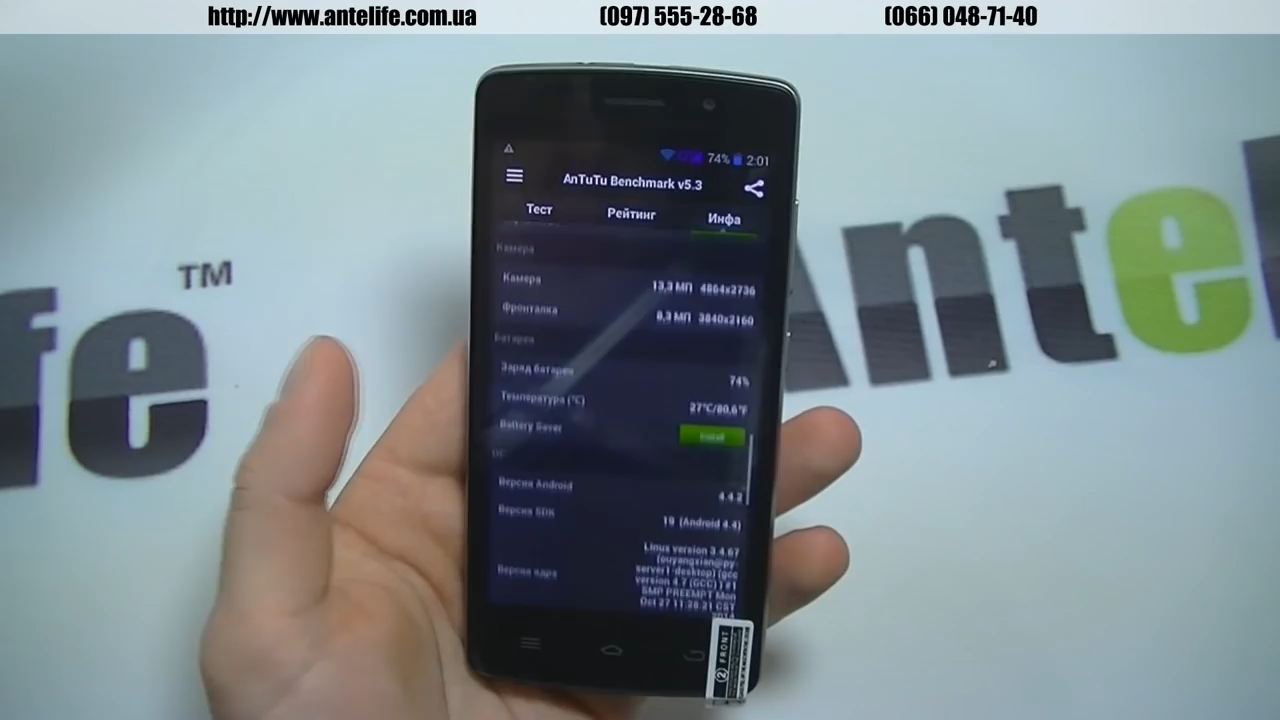 http://www.antelife.com.ua (097) 555-28-68 (066) 048-71-40
74% 2:01
AnTuTu Benchmark v5.3
Тест Рейтинг Инфа
Камера
Камера 13,3 МП 4864x2736
Фронталка 8,3 МП 3840x2160
Батарея
Заряд батареи 74%
Температура (°C) 27°C/80,6°F
Battery Saver Install
ОС
Версия Android 4.4.2
Версия SDK 19 (Android 4.4)
Версия ядра
Linux version 3.4.67
(ouyangxian@py-
server1-desktop) (gcc
version 4.7 (GCC) ) #1
SMP PREEMPT Mon
Oct 27 11:28:21 CST
2014
fe TM
Ante
2 FRONT